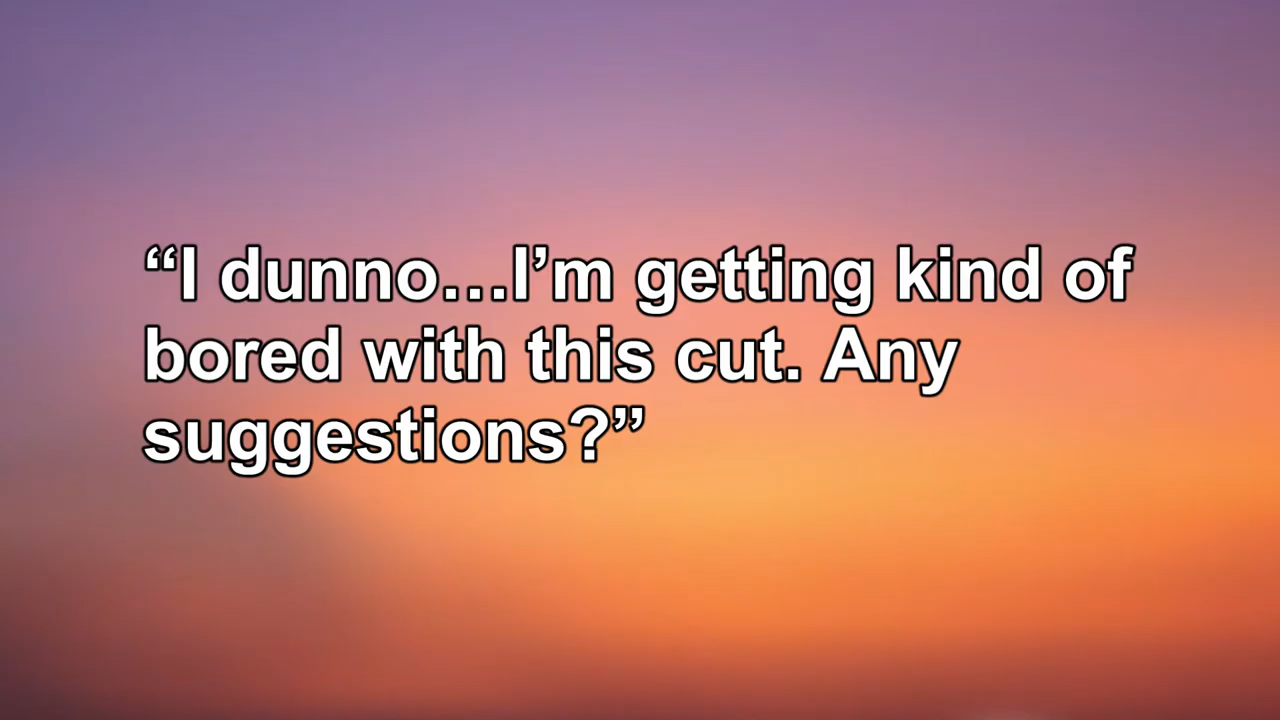 “I dunno…I’m getting kind of
bored with this cut. Any
suggestions?”